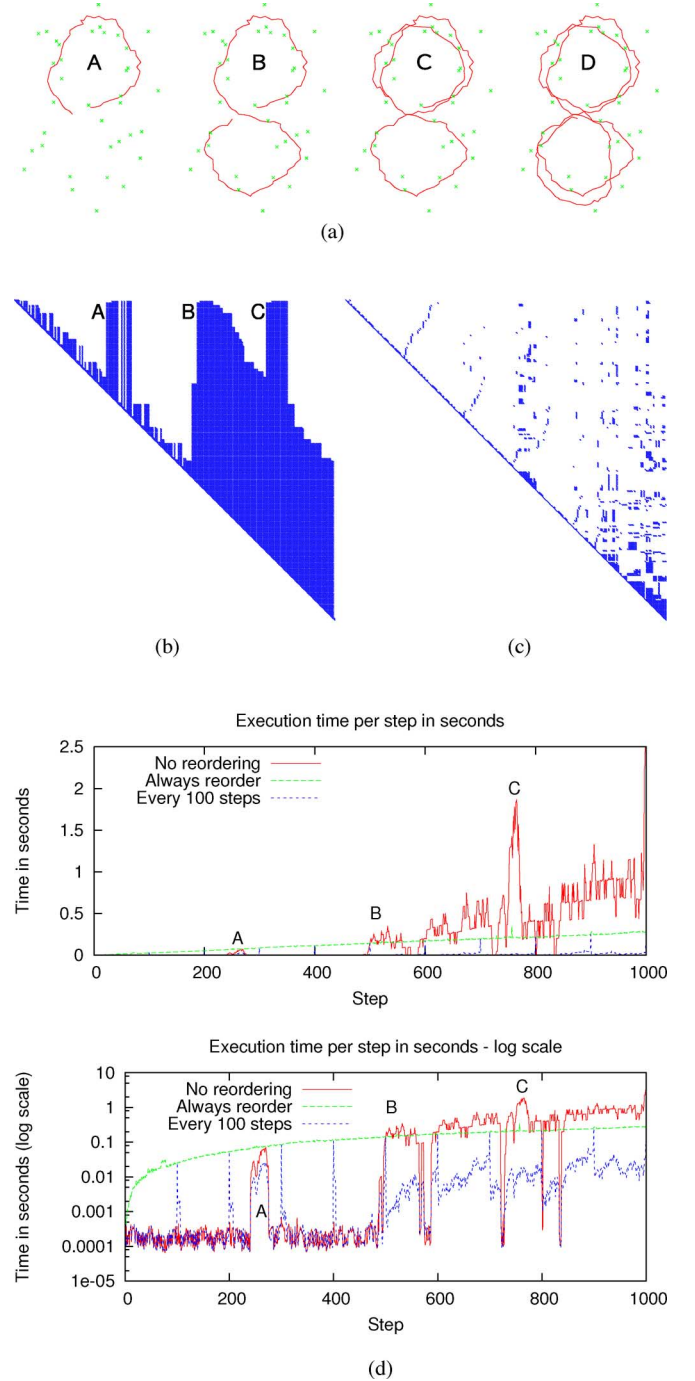 A B C D
(a)
A B C
(b) (c)
Execution time per step in seconds
2.5
2
1.5
1
0.5
0
Time in seconds
No reordering
Always reorder
Every 100 steps
A
B
C
0 200 400 600 800 1000
Step
Execution time per step in seconds - log scale
10
1
0.1
0.01
0.001
0.0001
1e-05
Time in seconds (log scale)
No reordering
Always reorder
Every 100 steps
A
B
C
0 200 400 600 800 1000
Step
(d)